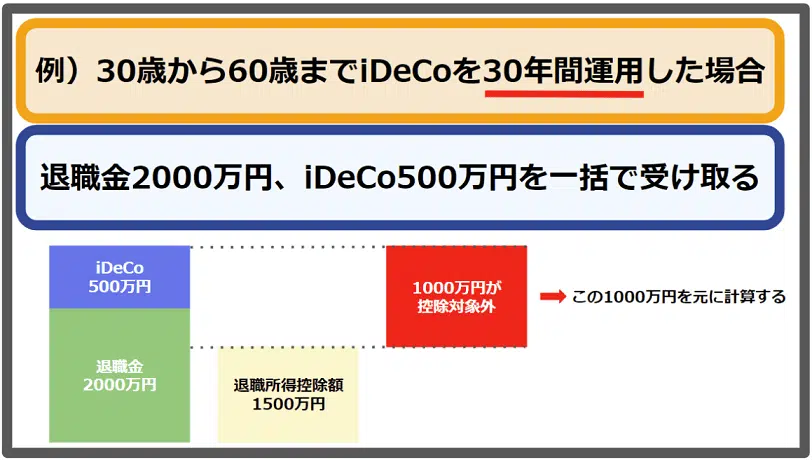 例）30歳から60歳までiDeCoを30年間運用した場合
退職金2000万円、iDeCo500万円を一括で受け取る
iDeCo
500万円
退職金
2000万円
退職所得控除額
1500万円
1000万円が
控除対象外
この1000万円を元に計算する